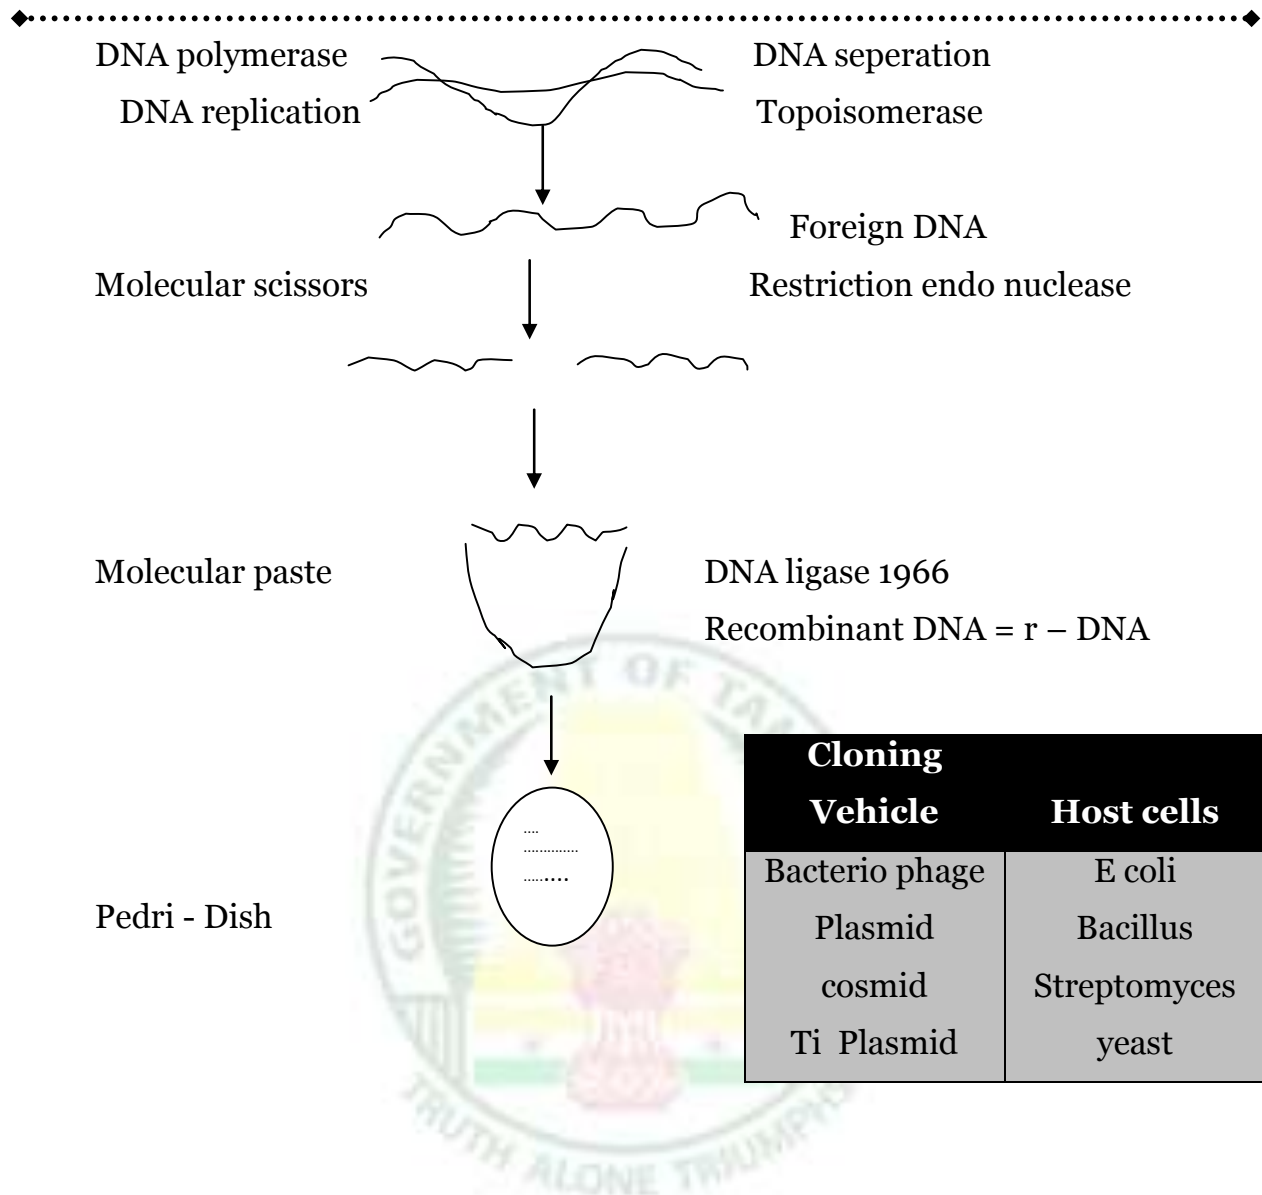 DNA polymerase DNA seperation
DNA replication Topoisomerase
Foreign DNA
Molecular scissors Restriction endo nuclease
Molecular paste DNA ligase 1966
Recombinant DNA = r – DNA
Cloning
Vehicle Host cells
Bacterio phage E coli
Pedri - Dish
Plasmid Bacillus
cosmid Streptomyces
Ti Plasmid yeast
GOVERNMENT OF
TRUTH ALONE